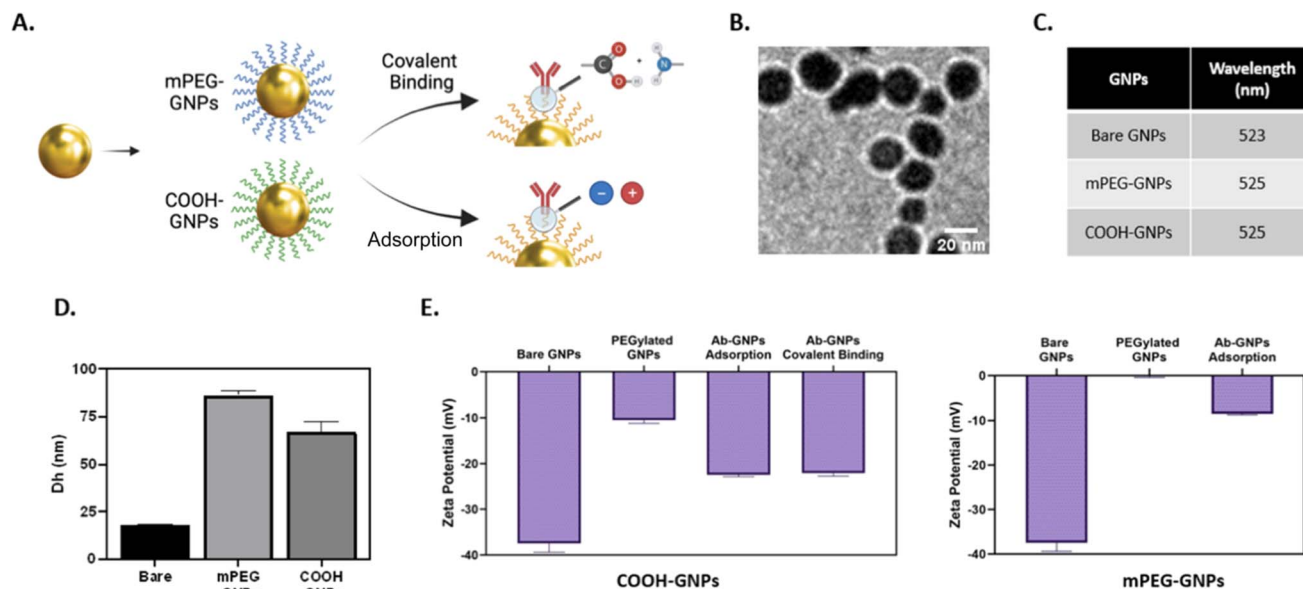 A.
mPEG-
GNPs
COOH-
GNPs
Covalent
Binding
Adsorption
C
O
O
H
+
H
N
H
S
S
−
+
B.
20 nm
C.
GNPs
Wavelength
(nm)
Bare GNPs
523
mPEG-GNPs
525
COOH-GNPs
525
D.
Dh (nm)
100
75
50
25
0
Bare
mPEG
COOH
E.
Zeta Potential (mV)
0
-10
-20
-30
-40
Bare GNPs
PEGylated
GNPs
Ab-GNPs
Adsorption
Ab-GNPs
Covalent Binding
COOH-GNPs
Zeta Potential (mV)
0
-10
-20
-30
-40
Bare
GNPs
PEGylated
GNPs
Ab-GNPs
Adsorption
mPEG-GNPs